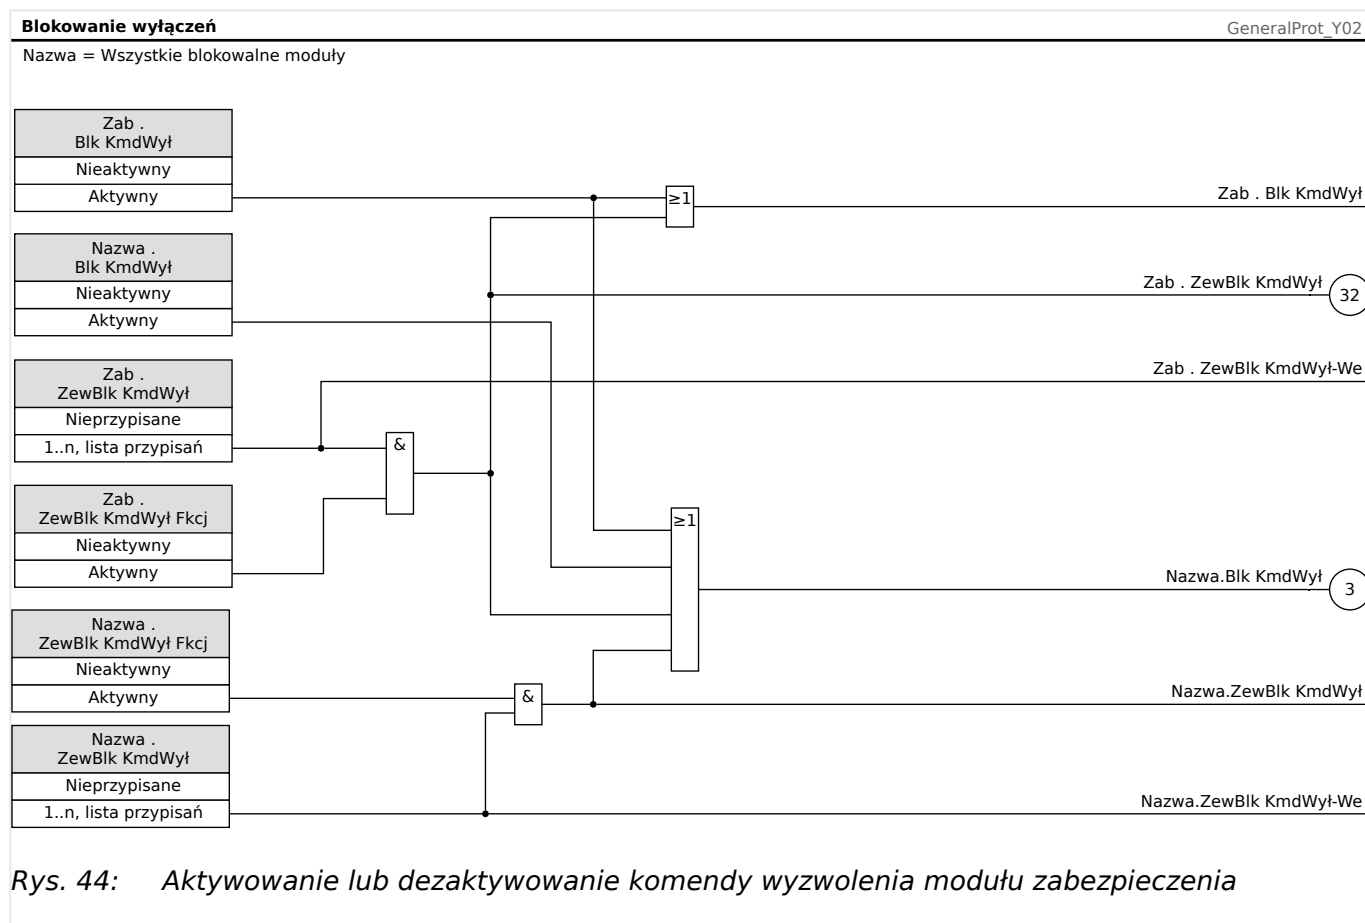 Blokowanie wyłączeń
GeneralProt_Y02
Nazwa = Wszystkie blokowalne moduły
Zab .
Blk KmdWył
Nieaktywny
Aktywny
≥1
Zab . Blk KmdWył
Nazwa .
Blk KmdWył
Nieaktywny
Aktywny
Zab . ZewBlk KmdWył
32
Zab .
ZewBlk KmdWył
Nieprzypisane
1..n, lista przypisań
&
Zab . ZewBlk KmdWył-We
Zab .
ZewBlk KmdWył Fkcj
Nieaktywny
Aktywny
≥1
Nazwa.Blk KmdWył
3
Nazwa .
ZewBlk KmdWył Fkcj
Nieaktywny
Aktywny
&
Nazwa.ZewBlk KmdWył
Nazwa .
ZewBlk KmdWył
Nieprzypisane
1..n, lista przypisań
Nazwa.ZewBlk KmdWył-We
Rys. 44: Aktywowanie lub dezaktywowanie komendy wyzwolenia modułu zabezpieczenia